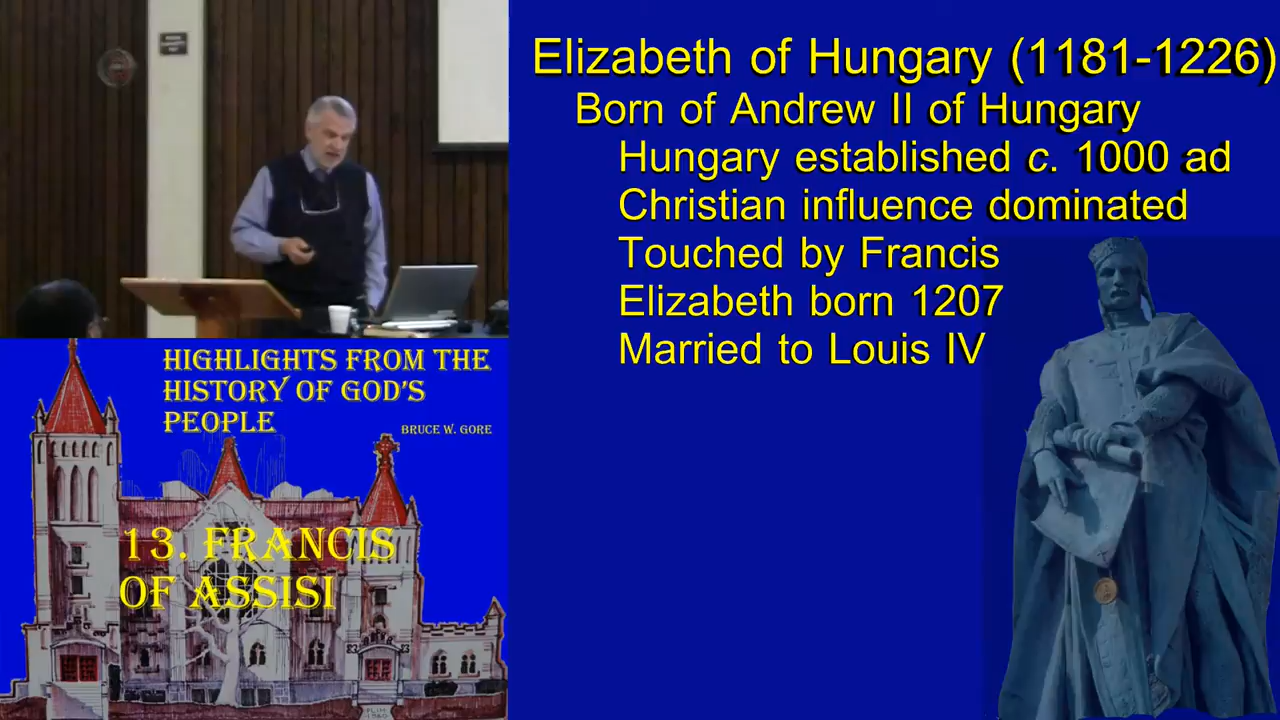 Elizabeth of Hungary (1181-1226)
Born of Andrew II of Hungary
Hungary established c. 1000 ad
Christian influence dominated
Touched by Francis
Elizabeth born 1207
Married to Louis IV
HIGHLIGHTS FROM THE
HISTORY OF GOD'S
PEOPLE
BRUCE W. GORE
13. FRANCIS
OF ASSISI